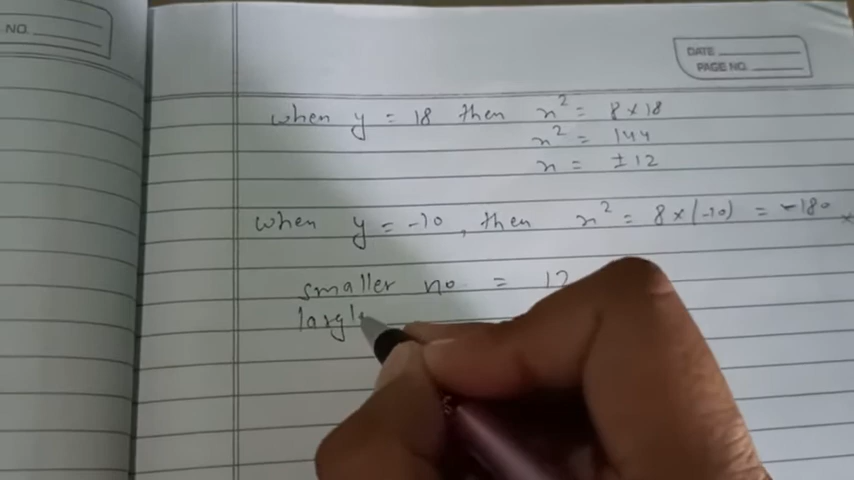 NO.
DATE
PAGE NO.
when y = 18 then x² = 8 × 18
x² = 144
x = ± 12
when y = -10, then x² = 8 × (-10) = -180 ×
smaller no = 12
largle